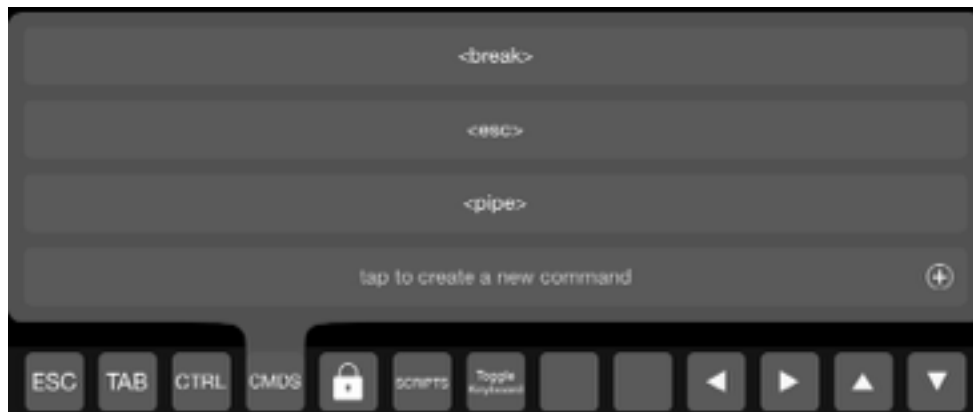 <break>
<esc>
<pipe>
tap to create a new command
ESC TAB CTRL CMDS SCRIPTS Toggle Keyboard